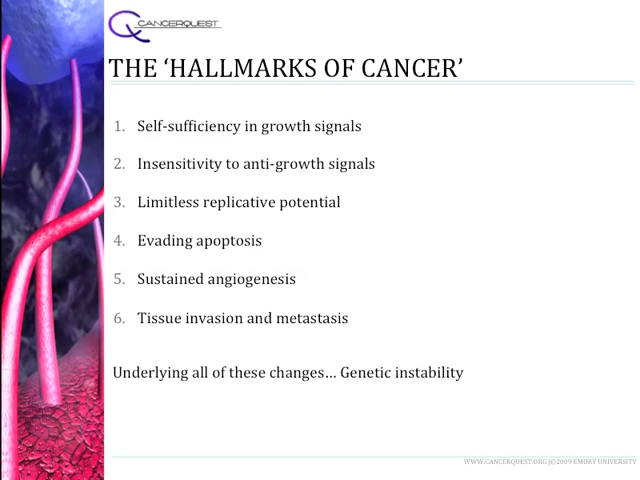 CANCERQUEST
THE ‘HALLMARKS OF CANCER’
1. Self-sufficiency in growth signals
2. Insensitivity to anti-growth signals
3. Limitless replicative potential
4. Evading apoptosis
5. Sustained angiogenesis
6. Tissue invasion and metastasis
Underlying all of these changes... Genetic instability
WWW.CANCERQUEST.ORG |©2009 EMORY UNIVERSITY